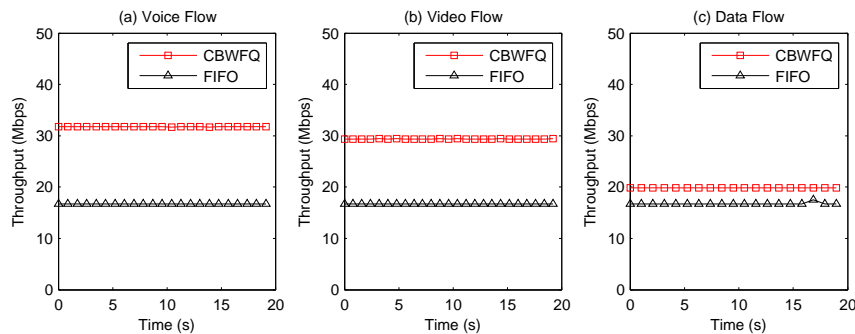 (a) Voice Flow
50
40
30
20
10
0
0 5 10 15 20
Throughput (Mbps)
Time (s)
CBWFQ
FIFO
(b) Video Flow
50
40
30
20
10
0
0 5 10 15 20
Throughput (Mbps)
Time (s)
CBWFQ
FIFO
(c) Data Flow
50
40
30
20
10
0
0 5 10 15 20
Throughput (Mbps)
Time (s)
CBWFQ
FIFO